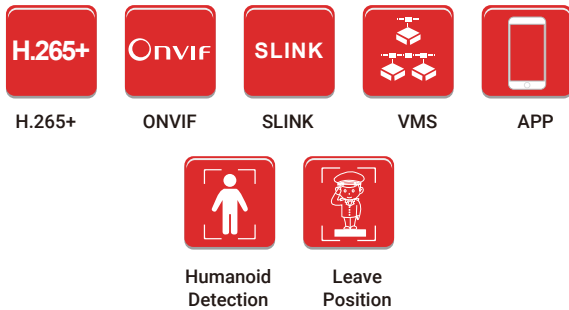 H.265+ ONVIF SLINK
H.265+ ONVIF SLINK VMS APP
Humanoid Detection
Leave Position